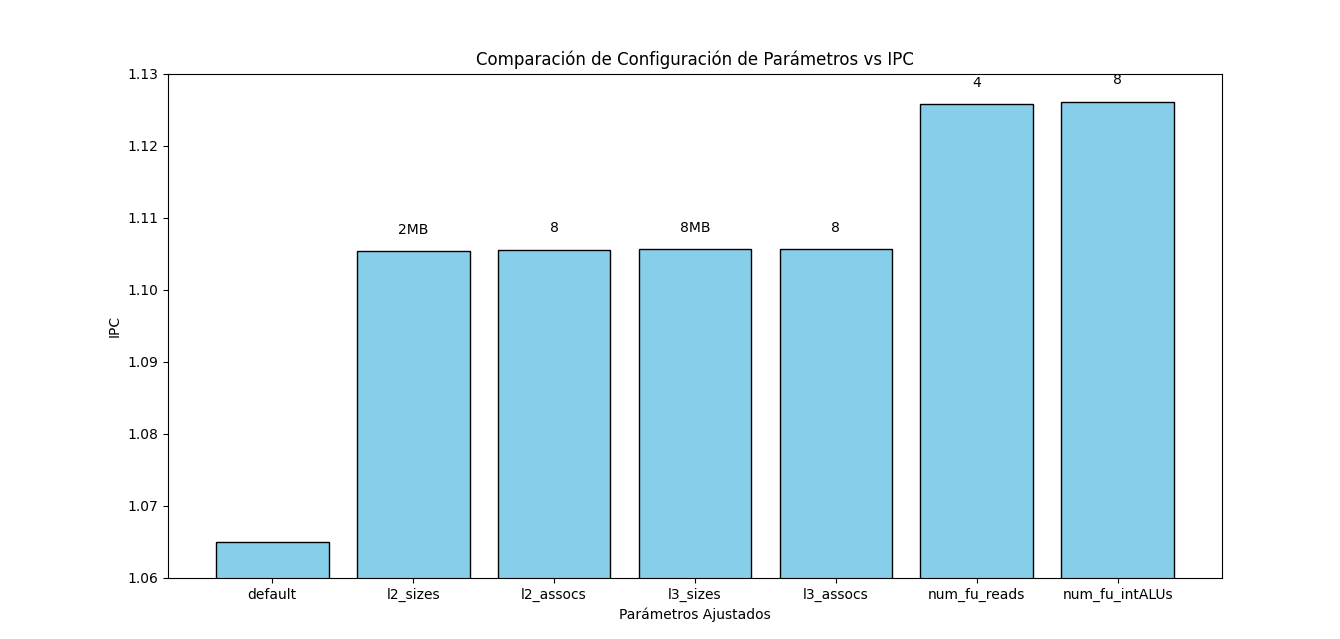 Comparación de Configuración de Parámetros vs IPC
1.13
1.12
1.11
1.10
1.09
1.08
1.07
1.06
IPC
2MB
8
8MB
8
4
8
default
l2_sizes
l2_assocs
l3_sizes
l3_assocs
num_fu_reads
num_fu_intALUs
Parámetros Ajustados